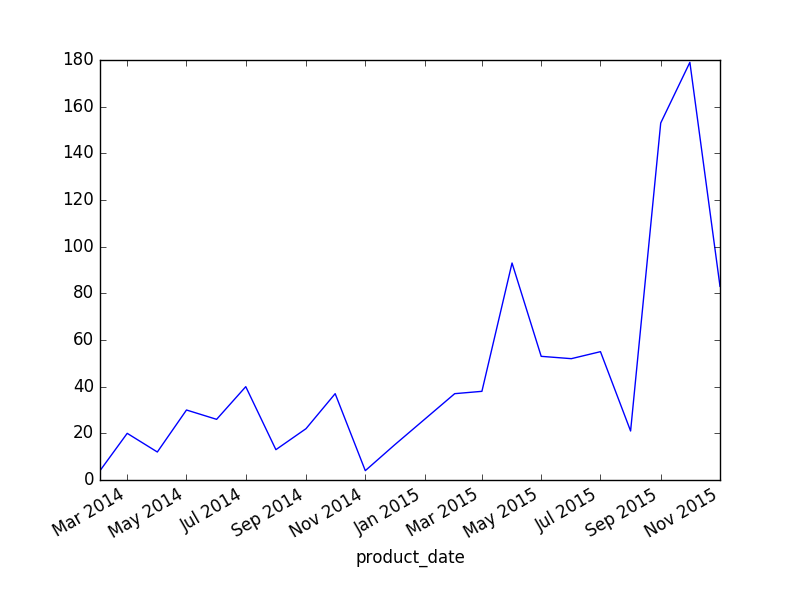 180
160
140
120
100
80
60
40
20
0
Mar 2014
May 2014
Jul 2014
Sep 2014
Nov 2014
Jan 2015
Mar 2015
May 2015
Jul 2015
Sep 2015
Nov 2015
product_date